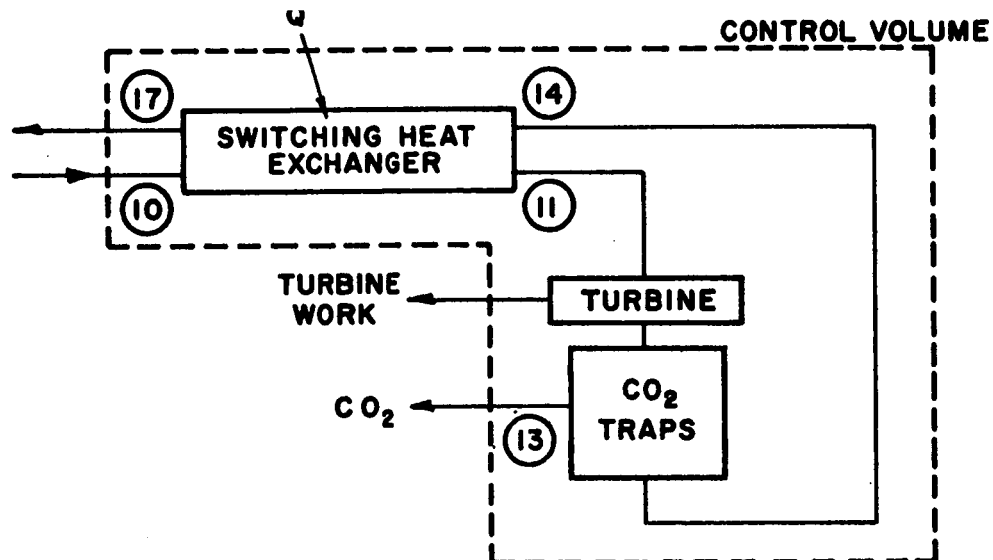 CONTROL VOLUME
17
14
SWITCHING HEAT
EXCHANGER
10
11
TURBINE
WORK
TURBINE
CO2
TRAPS
CO2
13